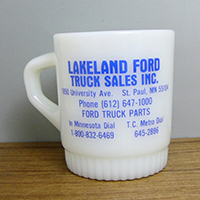 LAKELAND FORD
TRUCK SALES INC.
University Ave. St. Paul, MN 55104
Phone (612) 647-1000
FORD TRUCK PARTS
In Minnesota Dial T.C. Metro Dial
1-800-832-6469 645-2886